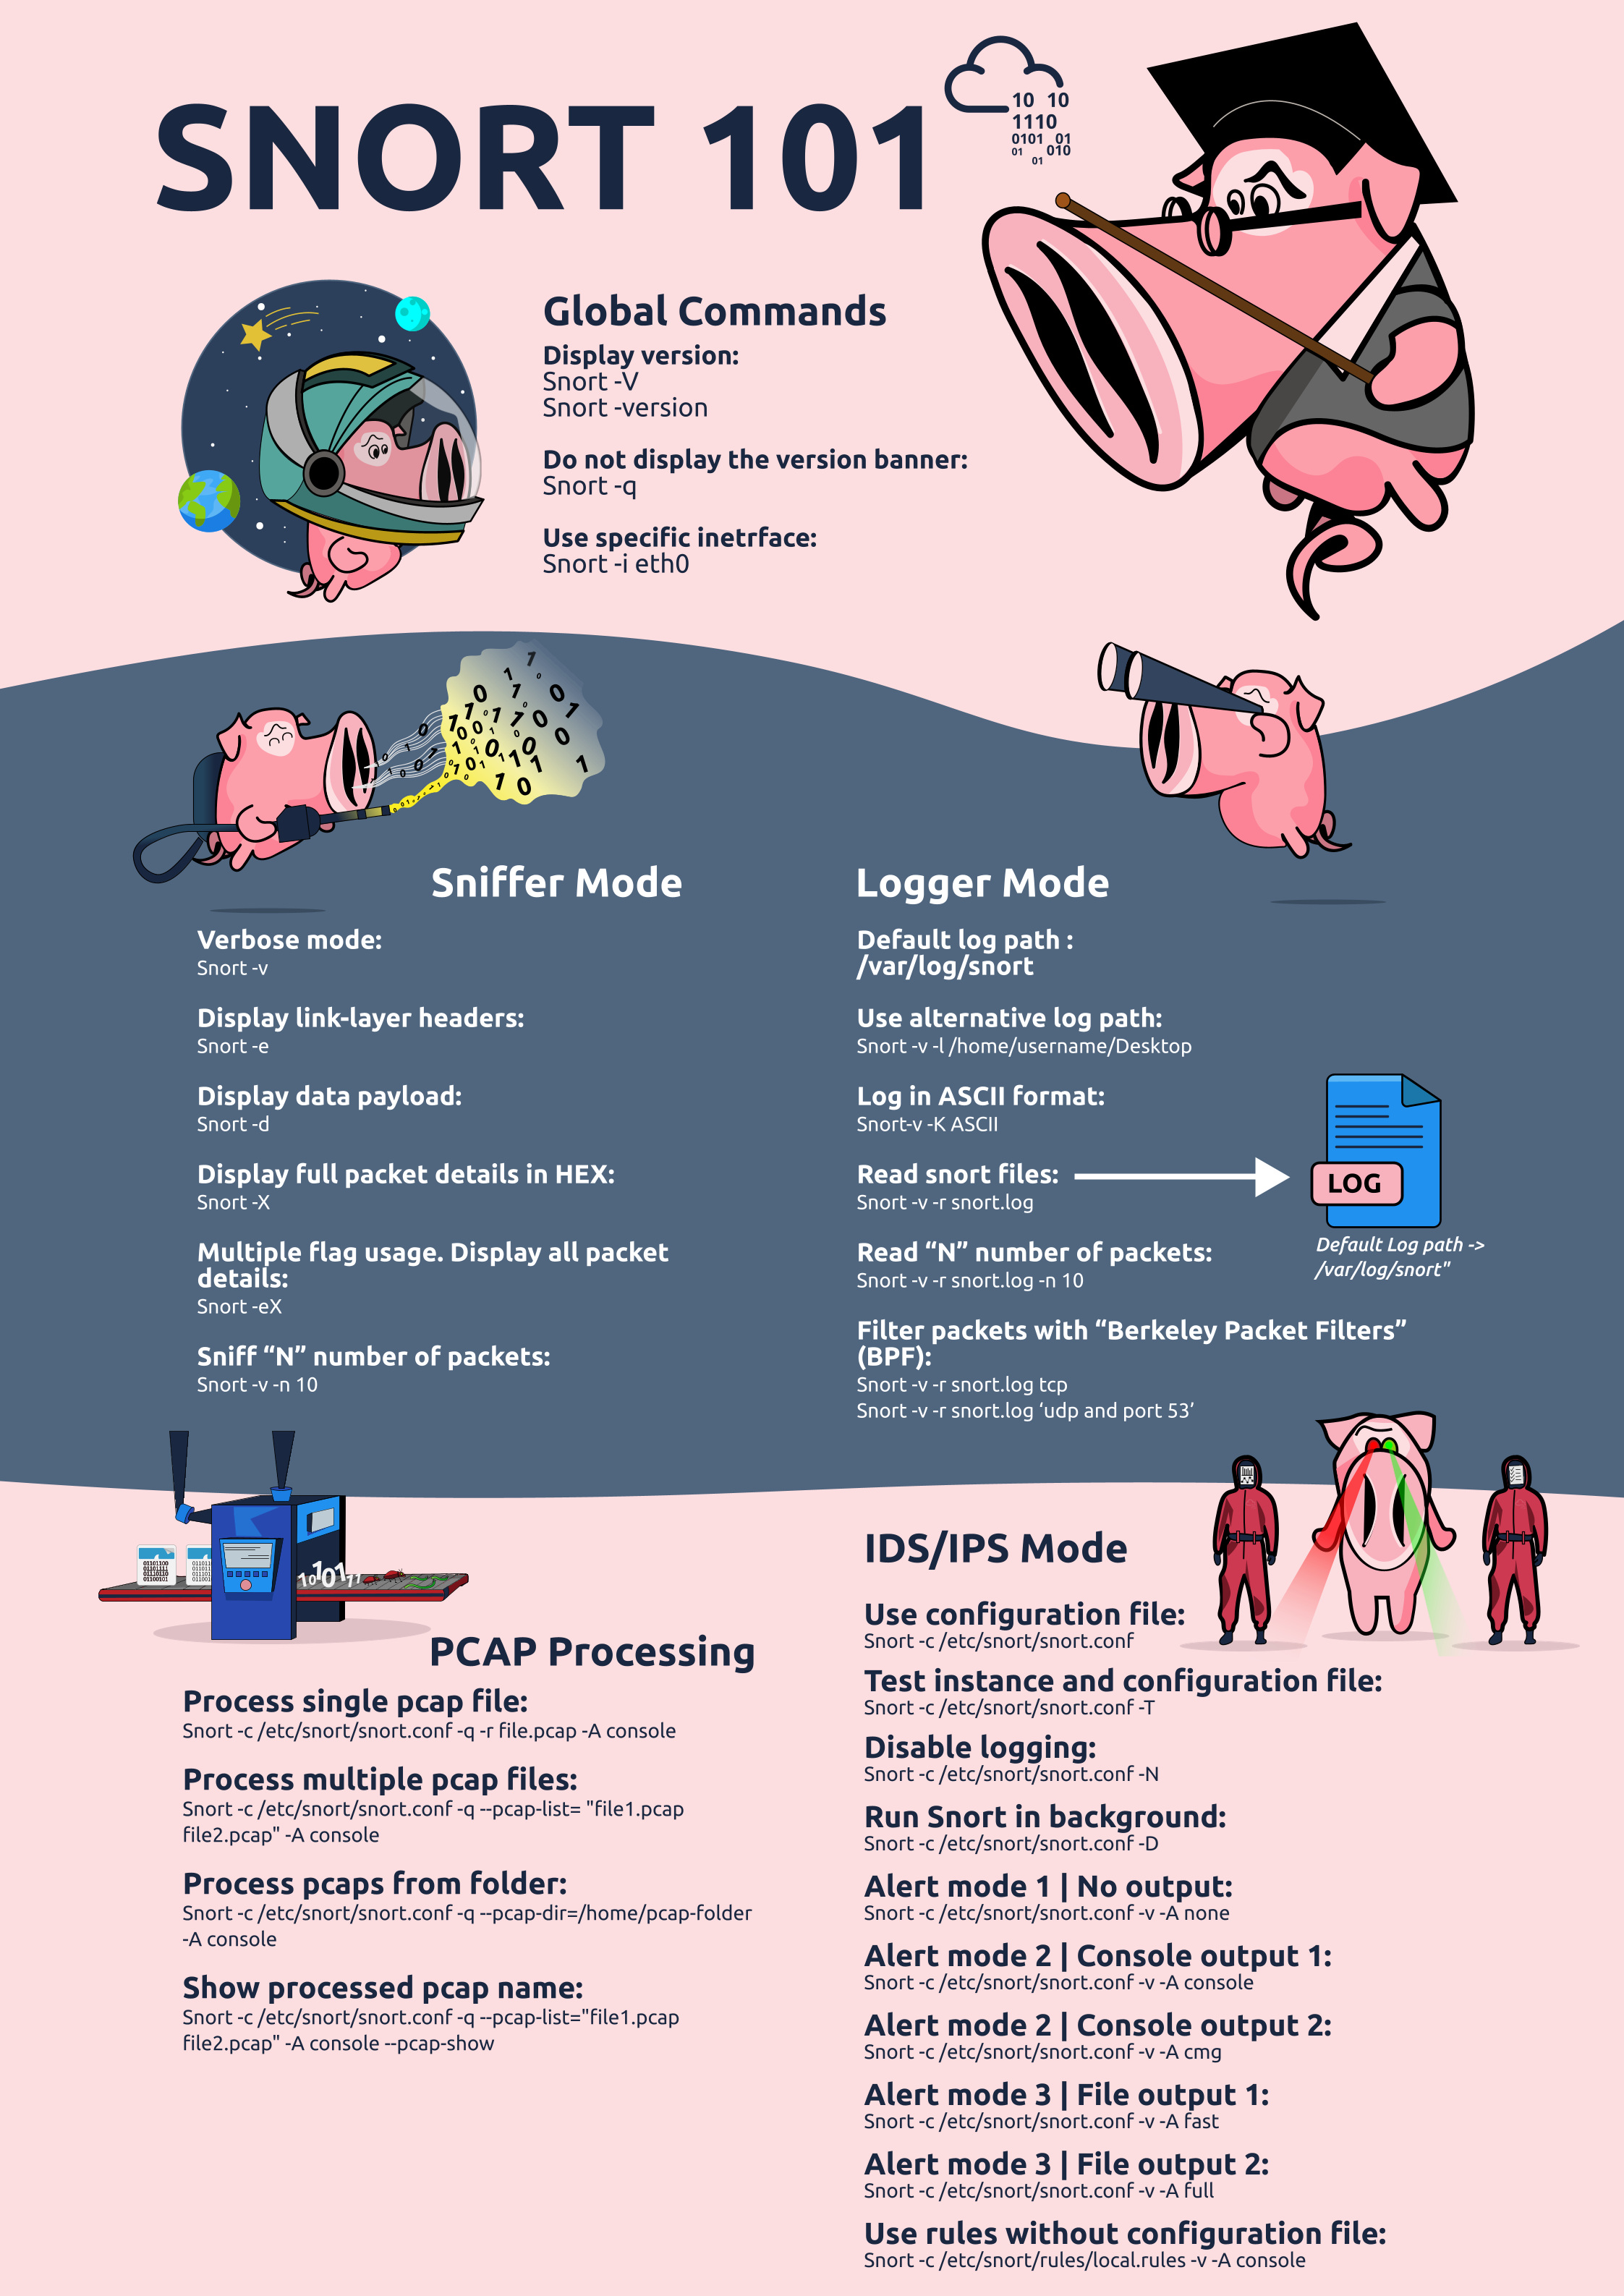 SNORT 101
10 10
1110
0101 01
01 010
01
Global Commands
Display version:
Snort -V
Snort -version
Do not display the version banner:
Snort -q
Use specific inetrface:
Snort -i eth0
Sniffer Mode
Verbose mode:
Snort -v
Display link-layer headers:
Snort -e
Display data payload:
Snort -d
Display full packet details in HEX:
Snort -X
Multiple flag usage. Display all packet
details:
Snort -eX
Sniff “N” number of packets:
Snort -v -n 10
Logger Mode
Default log path :
/var/log/snort
Use alternative log path:
Snort -v -l /home/username/Desktop
Log in ASCII format:
Snort-v -K ASCII
Read snort files:
Snort -v -r snort.log
LOG
Default Log path ->
/var/log/snort"
Read “N” number of packets:
Snort -v -r snort.log -n 10
Filter packets with “Berkeley Packet Filters”
(BPF):
Snort -v -r snort.log tcp
Snort -v -r snort.log ‘udp and port 53’
01101100
01101111
01110110
01100101
PCAP Processing
Process single pcap file:
Snort -c /etc/snort/snort.conf -q -r file.pcap -A console
Process multiple pcap files:
Snort -c /etc/snort/snort.conf -q --pcap-list= "file1.pcap
file2.pcap" -A console
Process pcaps from folder:
Snort -c /etc/snort/snort.conf -q --pcap-dir=/home/pcap-folder
-A console
Show processed pcap name:
Snort -c /etc/snort/snort.conf -q --pcap-list="file1.pcap
file2.pcap" -A console --pcap-show
IDS/IPS Mode
Use configuration file:
Snort -c /etc/snort/snort.conf
Test instance and configuration file:
Snort -c /etc/snort/snort.conf -T
Disable logging:
Snort -c /etc/snort/snort.conf -N
Run Snort in background:
Snort -c /etc/snort/snort.conf -D
Alert mode 1 | No output:
Snort -c /etc/snort/snort.conf -v -A none
Alert mode 2 | Console output 1:
Snort -c /etc/snort/snort.conf -v -A console
Alert mode 2 | Console output 2:
Snort -c /etc/snort/snort.conf -v -A cmg
Alert mode 3 | File output 1:
Snort -c /etc/snort/snort.conf -v -A fast
Alert mode 3 | File output 2:
Snort -c /etc/snort/snort.conf -v -A full
Use rules without configuration file:
Snort -c /etc/snort/rules/local.rules -v -A console